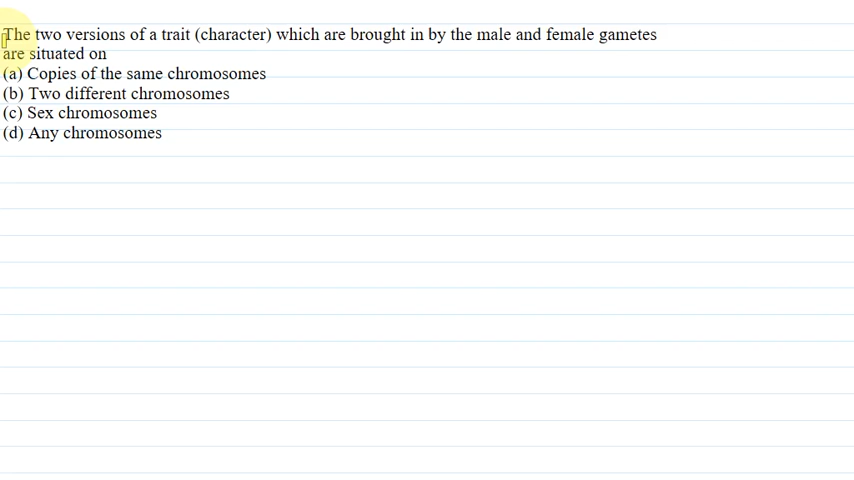 The two versions of a trait (character) which are brought in by the male and female gametes
are situated on
(a) Copies of the same chromosomes
(b) Two different chromosomes
(c) Sex chromosomes
(d) Any chromosomes